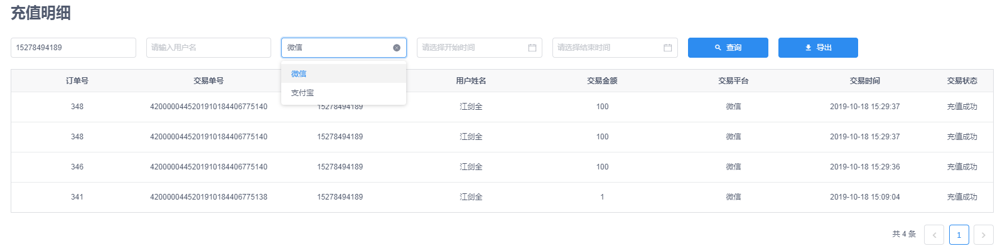 充值明细
15278494189 请输入用户名 微信 请选择开始时间 请选择结束时间 查询 导出
微信
支付宝
订单号 交易单号 用户姓名 交易金额 交易平台 交易时间 交易状态
348 4200000445201910184406775140 15278494189 江剑全 100 微信 2019-10-18 15:29:37 充值成功
348 4200000445201910184406775140 15278494189 江剑全 100 微信 2019-10-18 15:29:37 充值成功
346 4200000445201910184406775140 15278494189 江剑全 100 微信 2019-10-18 15:29:36 充值成功
341 4200000445201910184406775138 15278494189 江剑全 1 微信 2019-10-18 15:09:04 充值成功
共 4 条 1